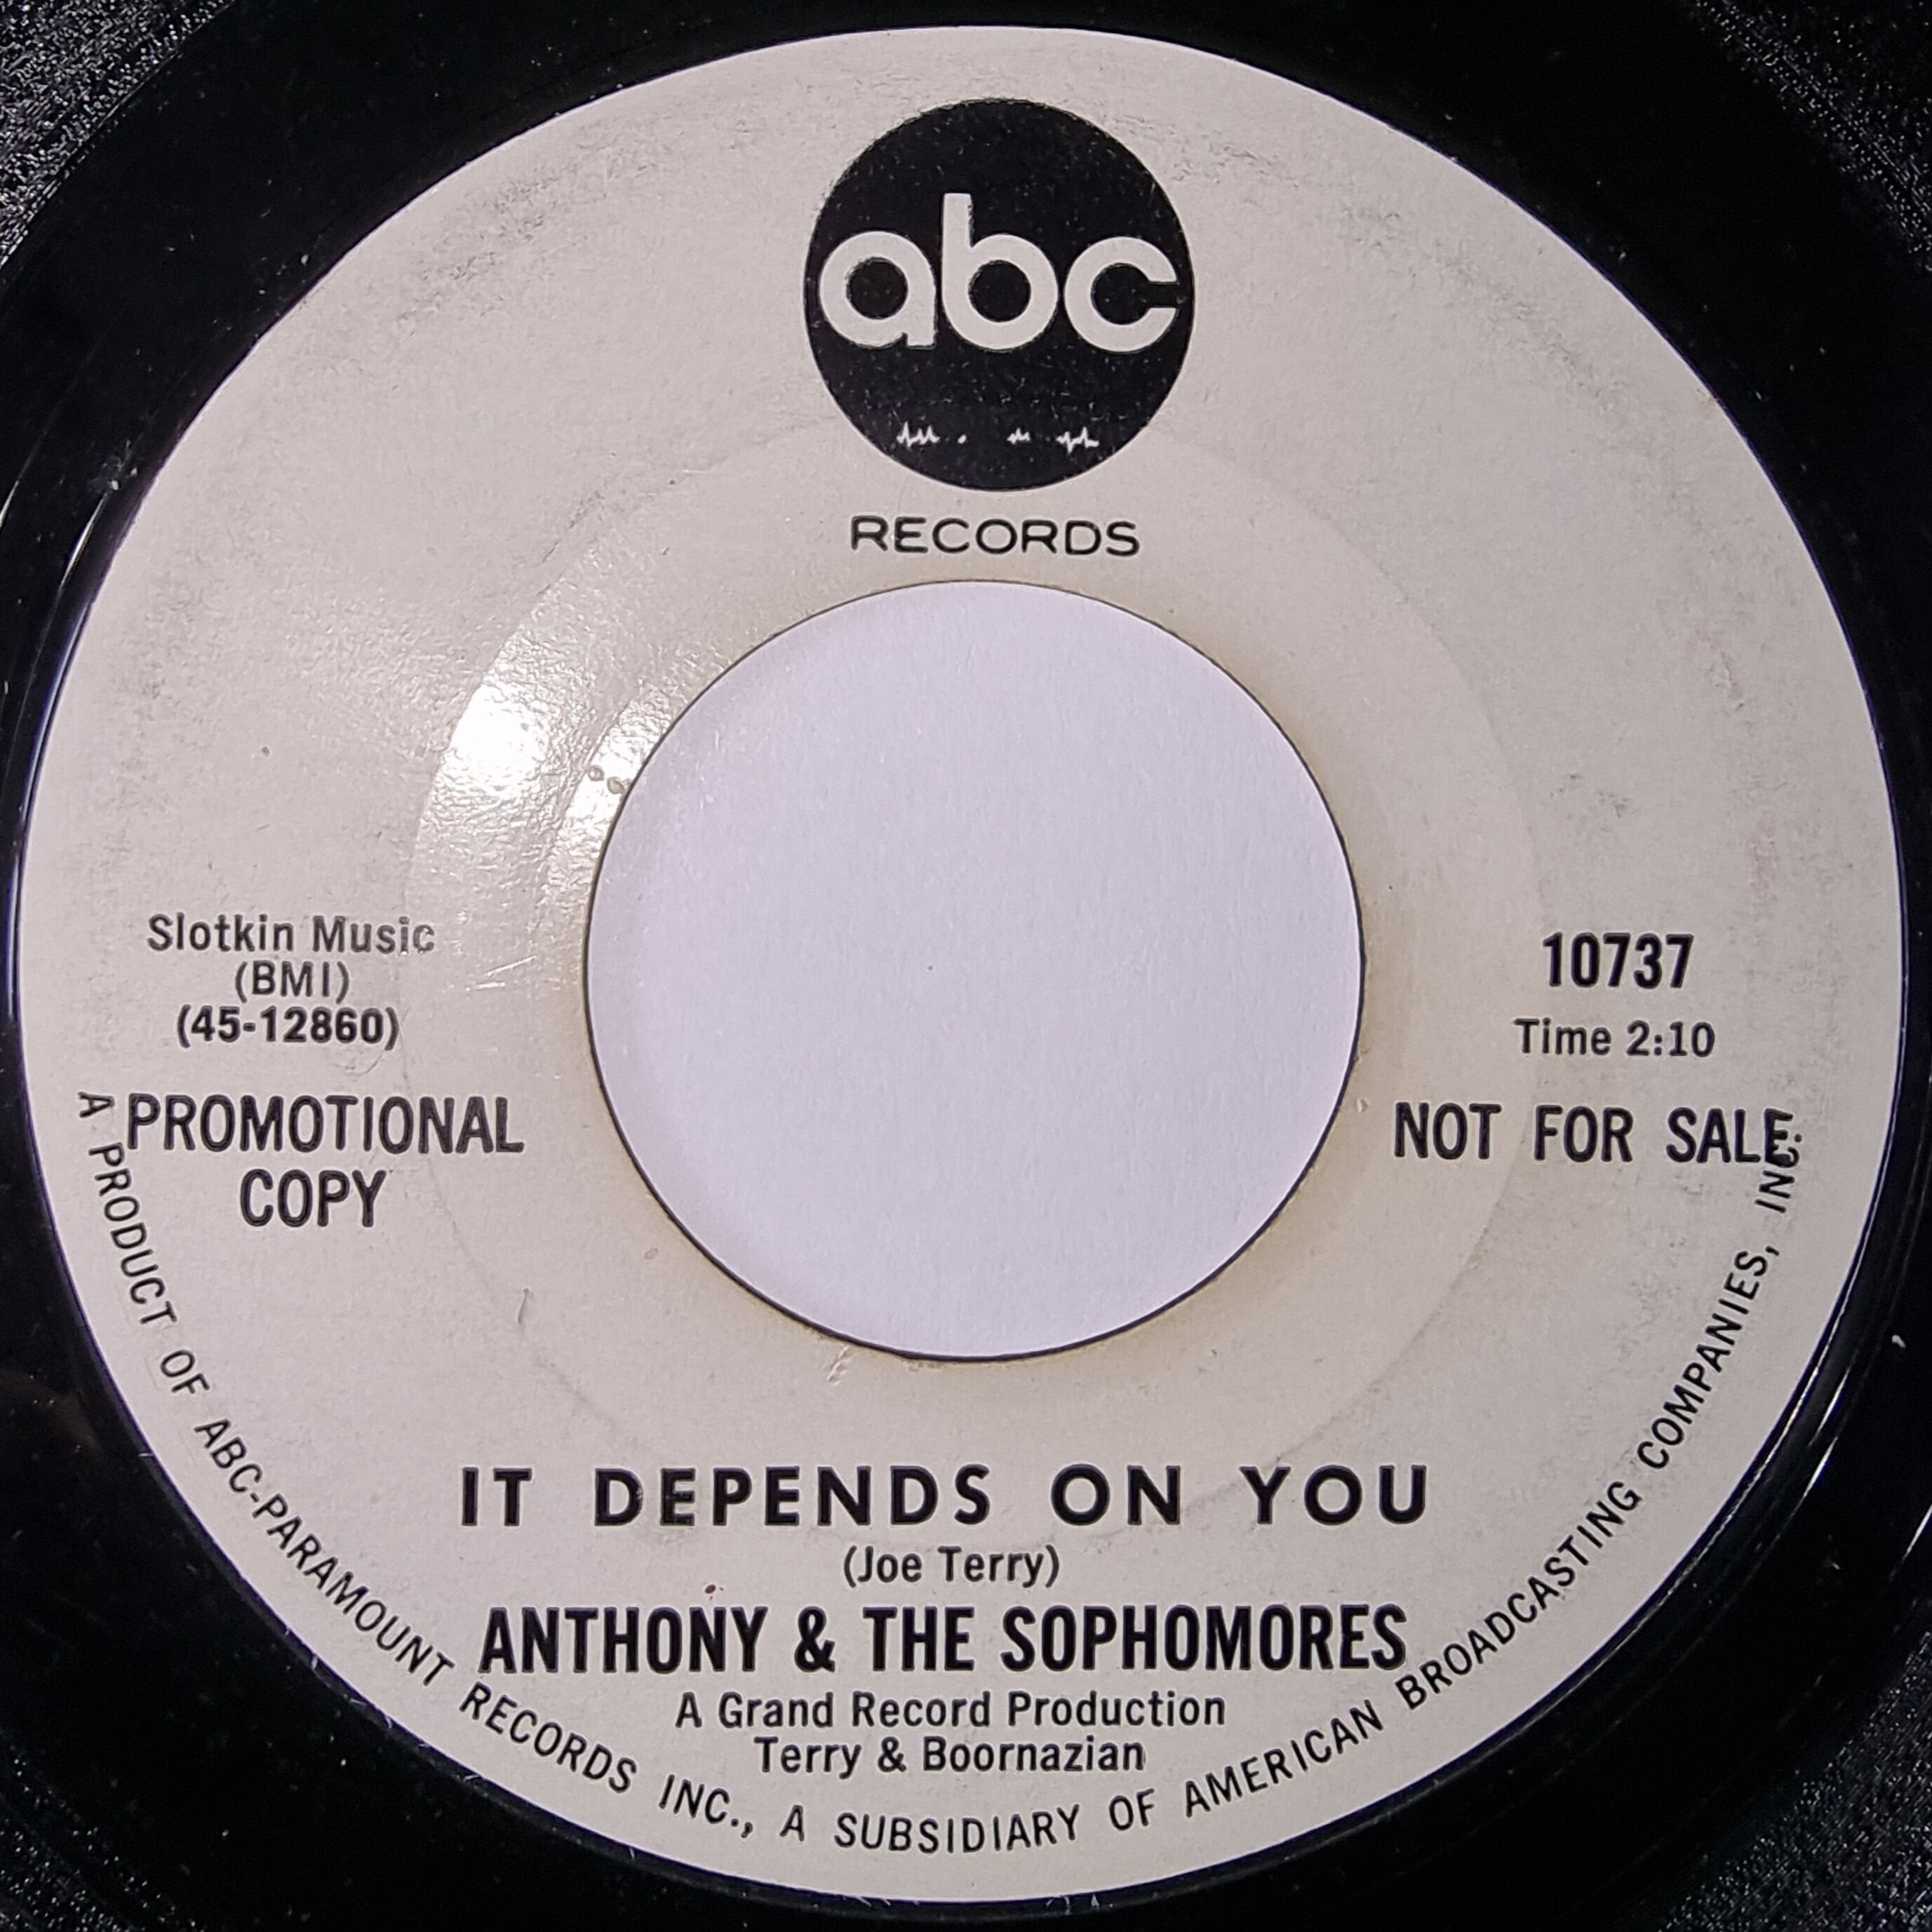 abc
RECORDS
Slotkin Music
(BMI)
(45-12860)
PROMOTIONAL
COPY
10737
Time 2:10
NOT FOR SALE
IT DEPENDS ON YOU
(Joe Terry)
ANTHONY & THE SOPHOMORES
A Grand Record Production
Terry & Boornazian
A PRODUCT OF ABC-PARAMOUNT RECORDS INC., A SUBSIDIARY OF AMERICAN BROADCASTING COMPANIES, INC.